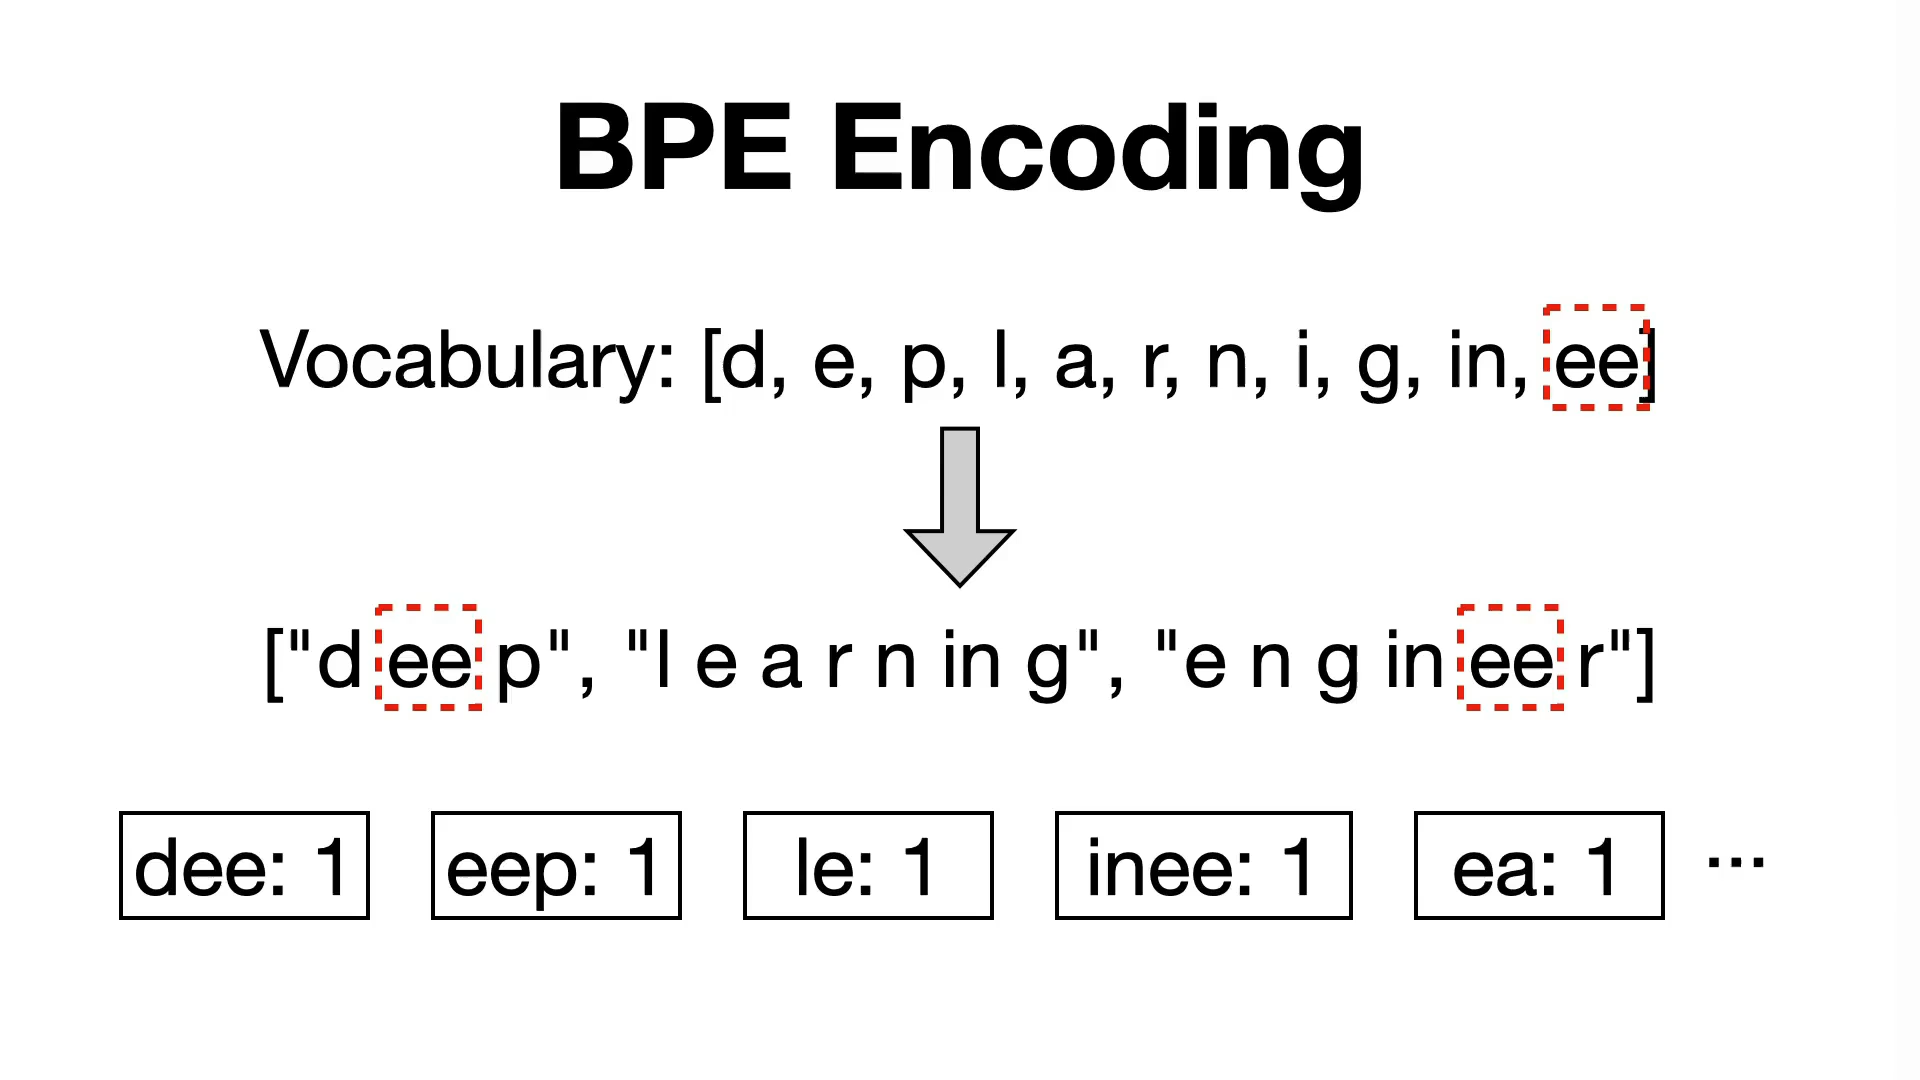 BPE Encoding
Vocabulary: [d, e, p, l, a, r, n, i, g, in, ee]
["d ee p", "l e a r n in g", "e n g in ee r"]
dee: 1 eep: 1 le: 1 inee: 1 ea: 1 ...